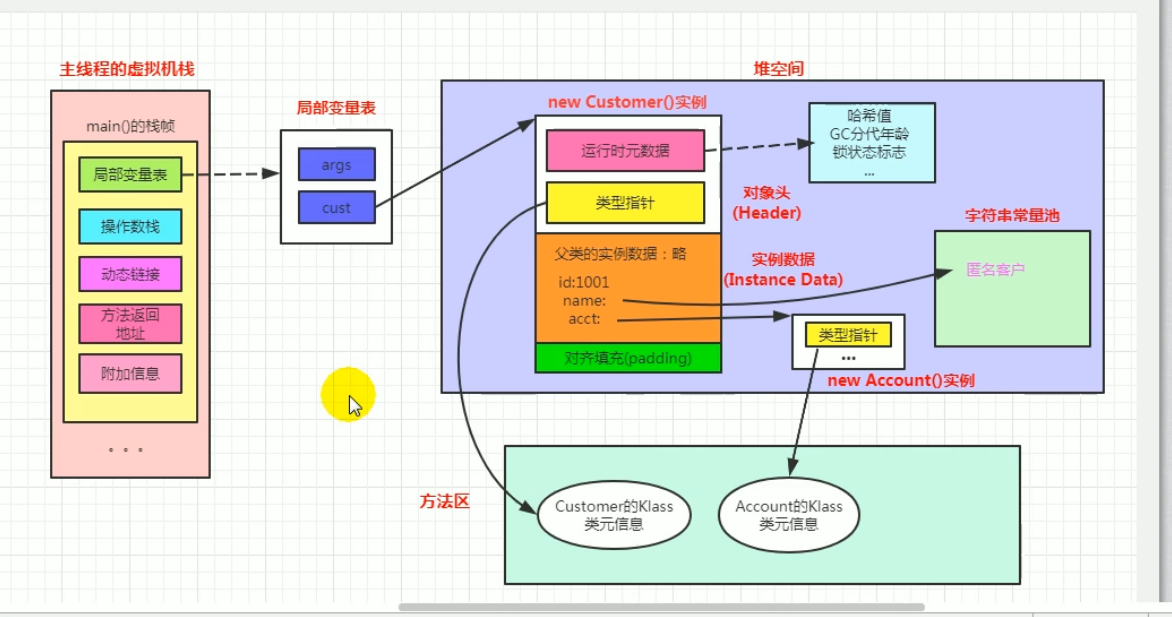 主线程的虚拟机栈
main()的栈帧
局部变量表
操作数栈
动态链接
方法返回
地址
附加信息
. . .
局部变量表
args
cust
堆空间
new Customer()实例
运行时元数据
类型指针
对象头
(Header)
哈希值
GC分代年龄
锁状态标志
...
父类的实例数据：略
id:1001
name:
acct:
实例数据
(Instance Data)
对齐填充(padding)
字符串常量池
匿名客户
类型指针
...
new Account()实例
方法区
Customer的Klass
类元信息
Account的Klass
类元信息